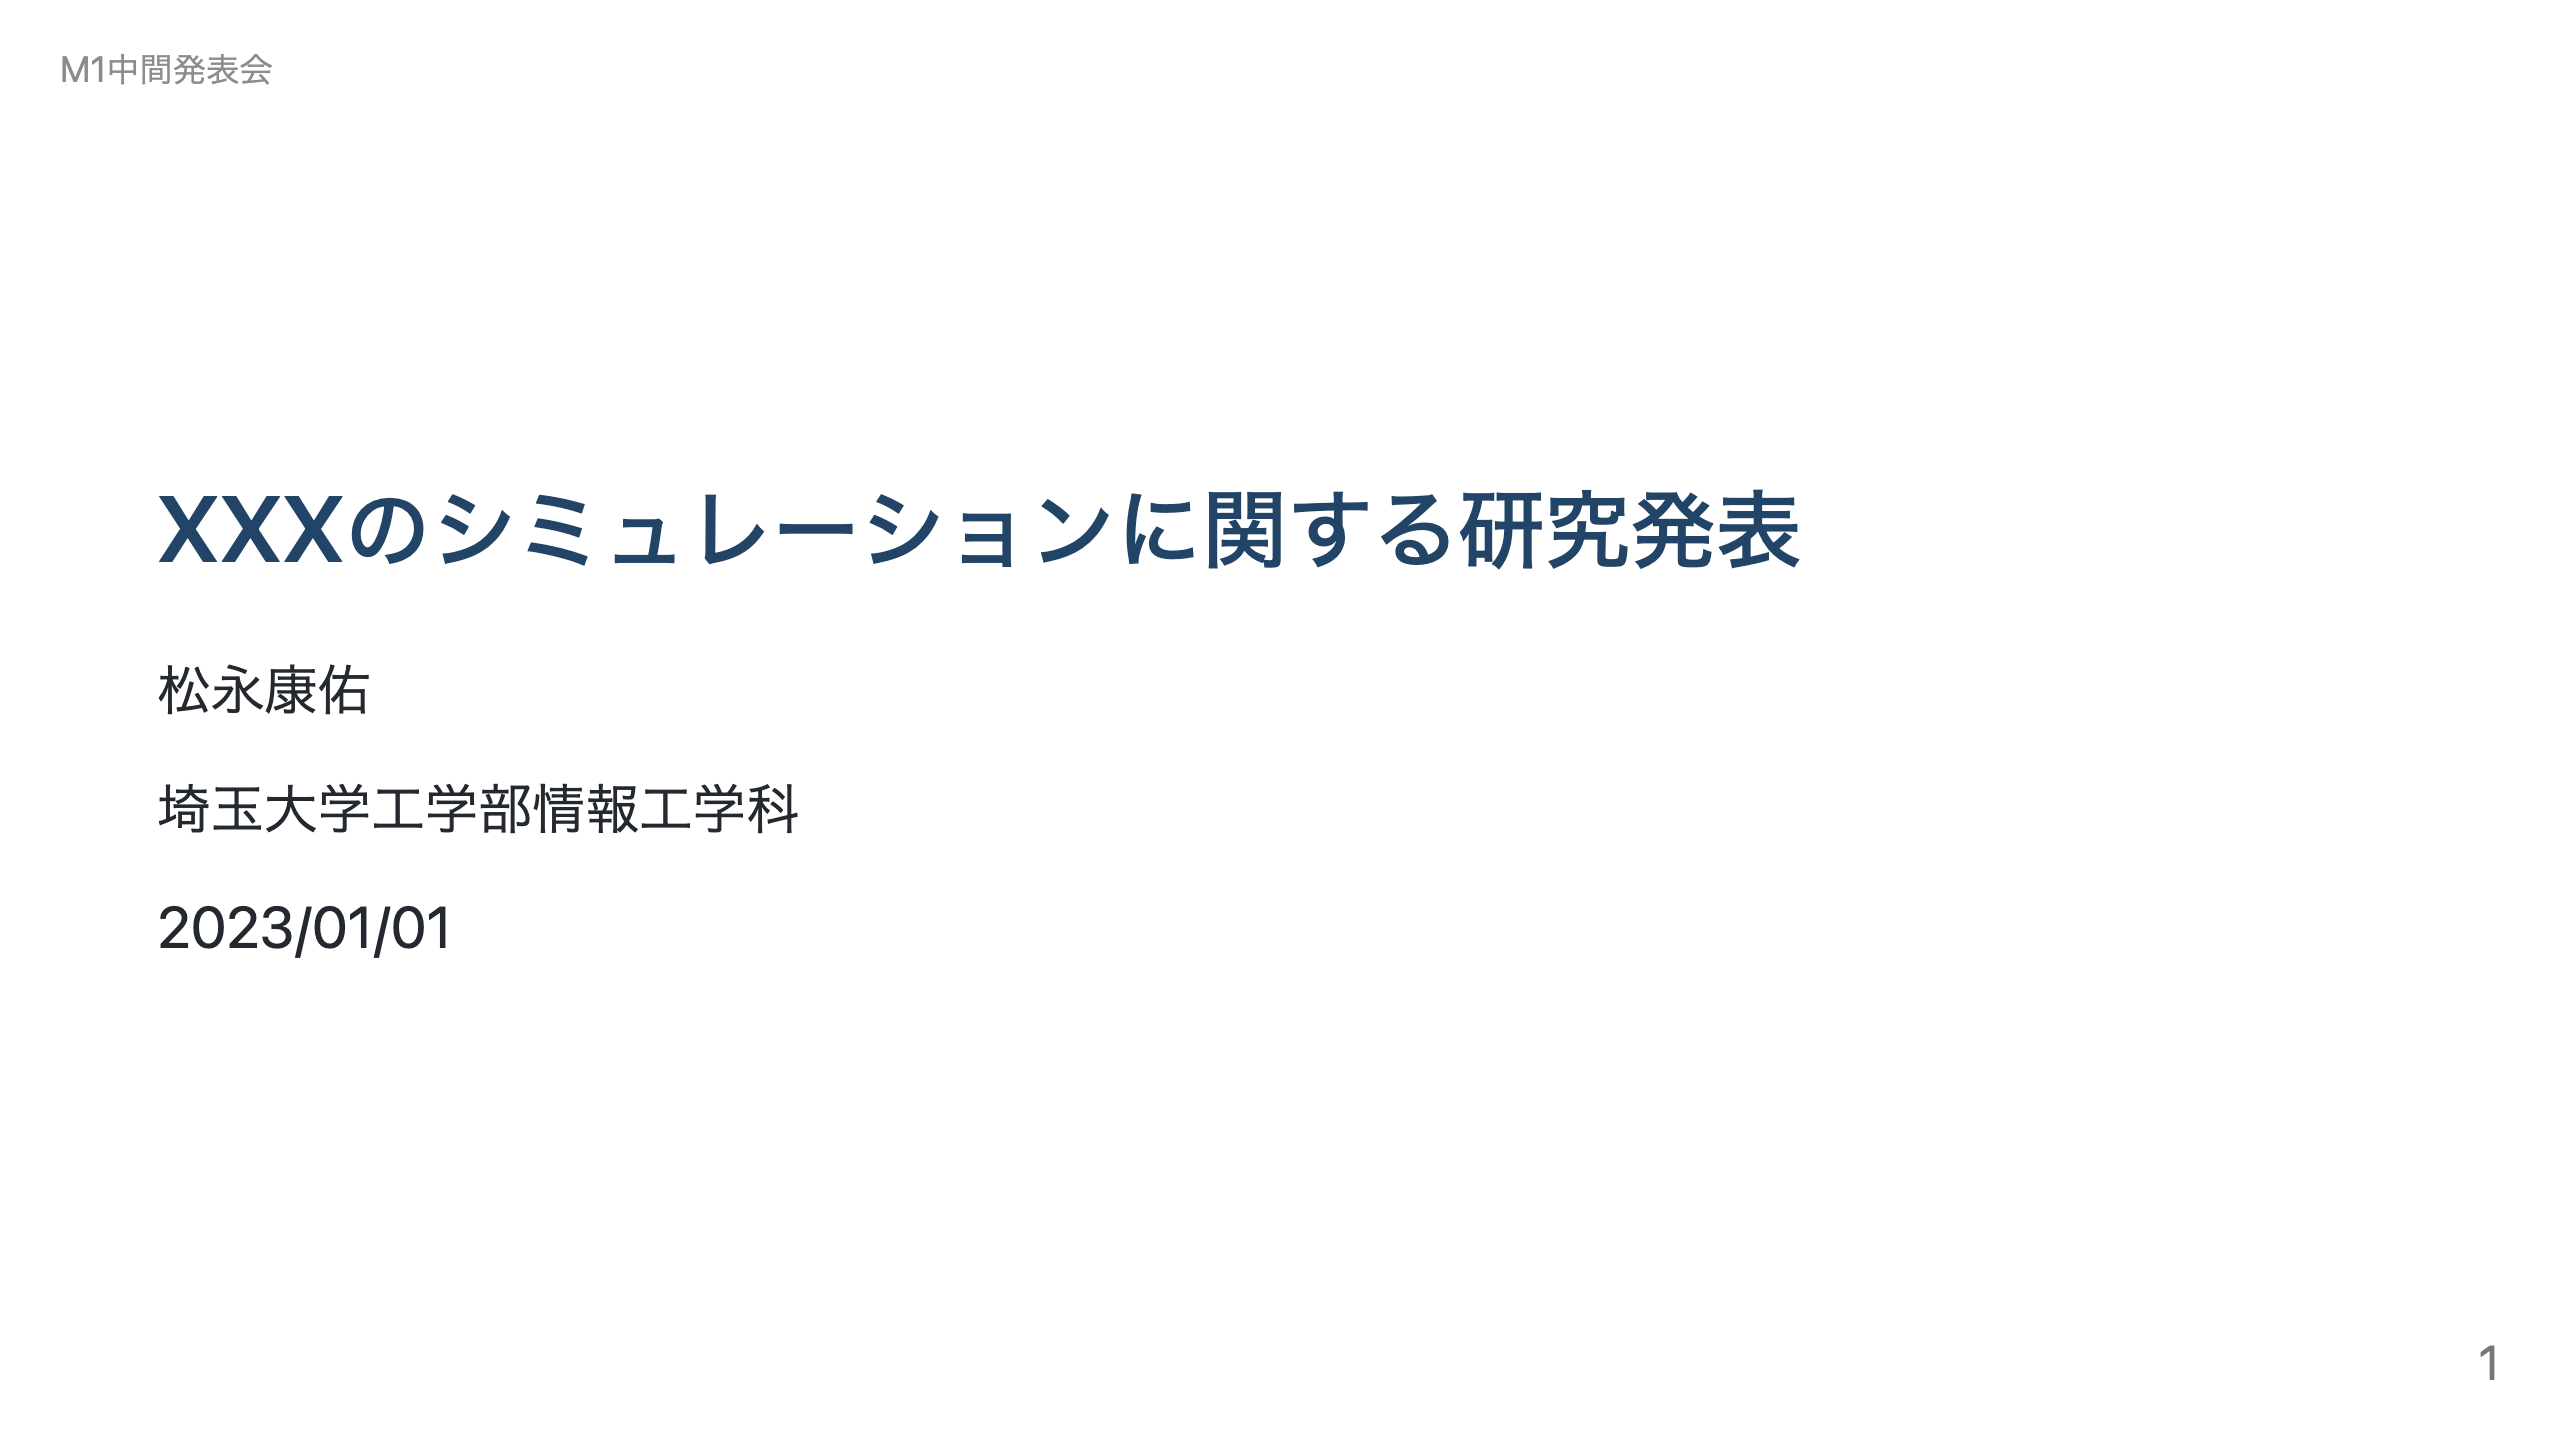 M1中間発表会
XXXのシミュレーションに関する研究発表
松永康佑
埼玉大学工学部情報工学科
2023/01/01
1